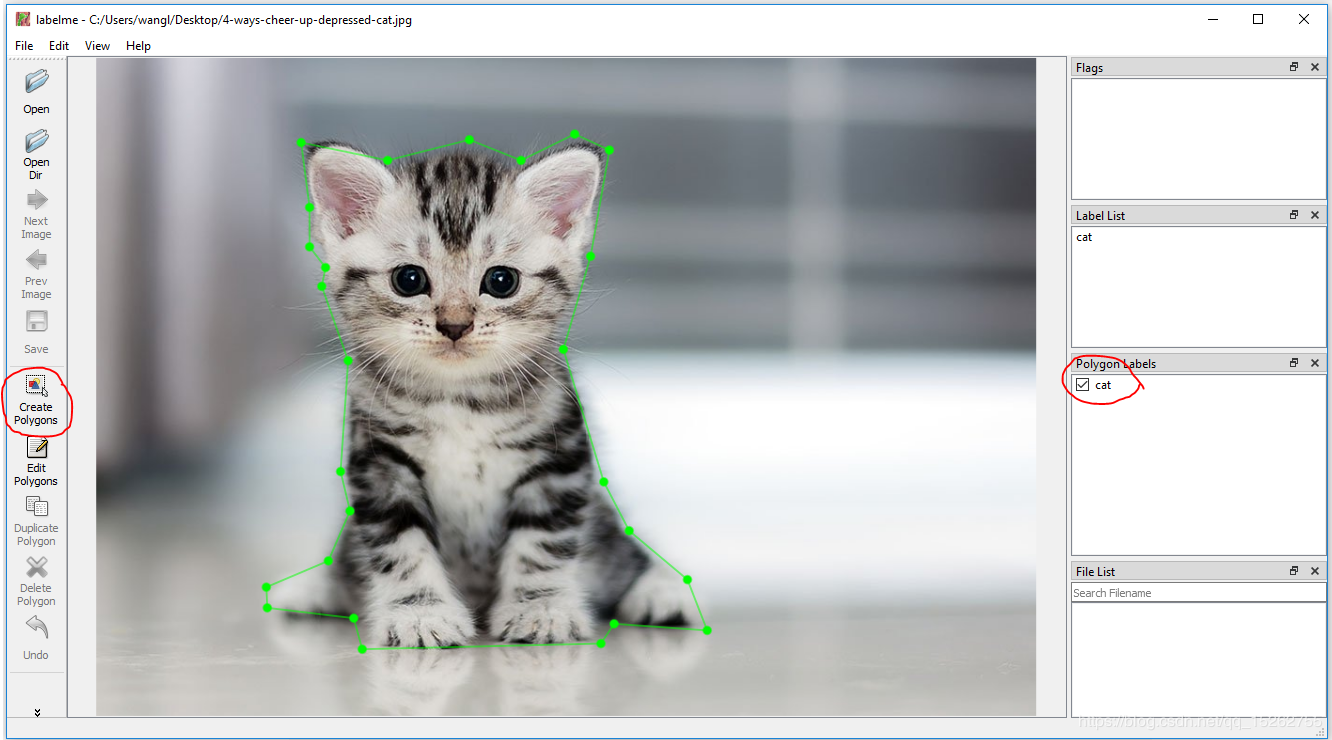 labelme - C:/Users/wangl/Desktop/4-ways-cheer-up-depressed-cat.jpg
File Edit View Help
Open
Open
Dir
Next
Image
Prev
Image
Save
Create
Polygons
Edit
Polygons
Duplicate
Polygon
Delete
Polygon
Undo
Flags
Label List
cat
Polygon Labels
cat
File List
Search Filename
https://blog.csdn.net/qq_15262755